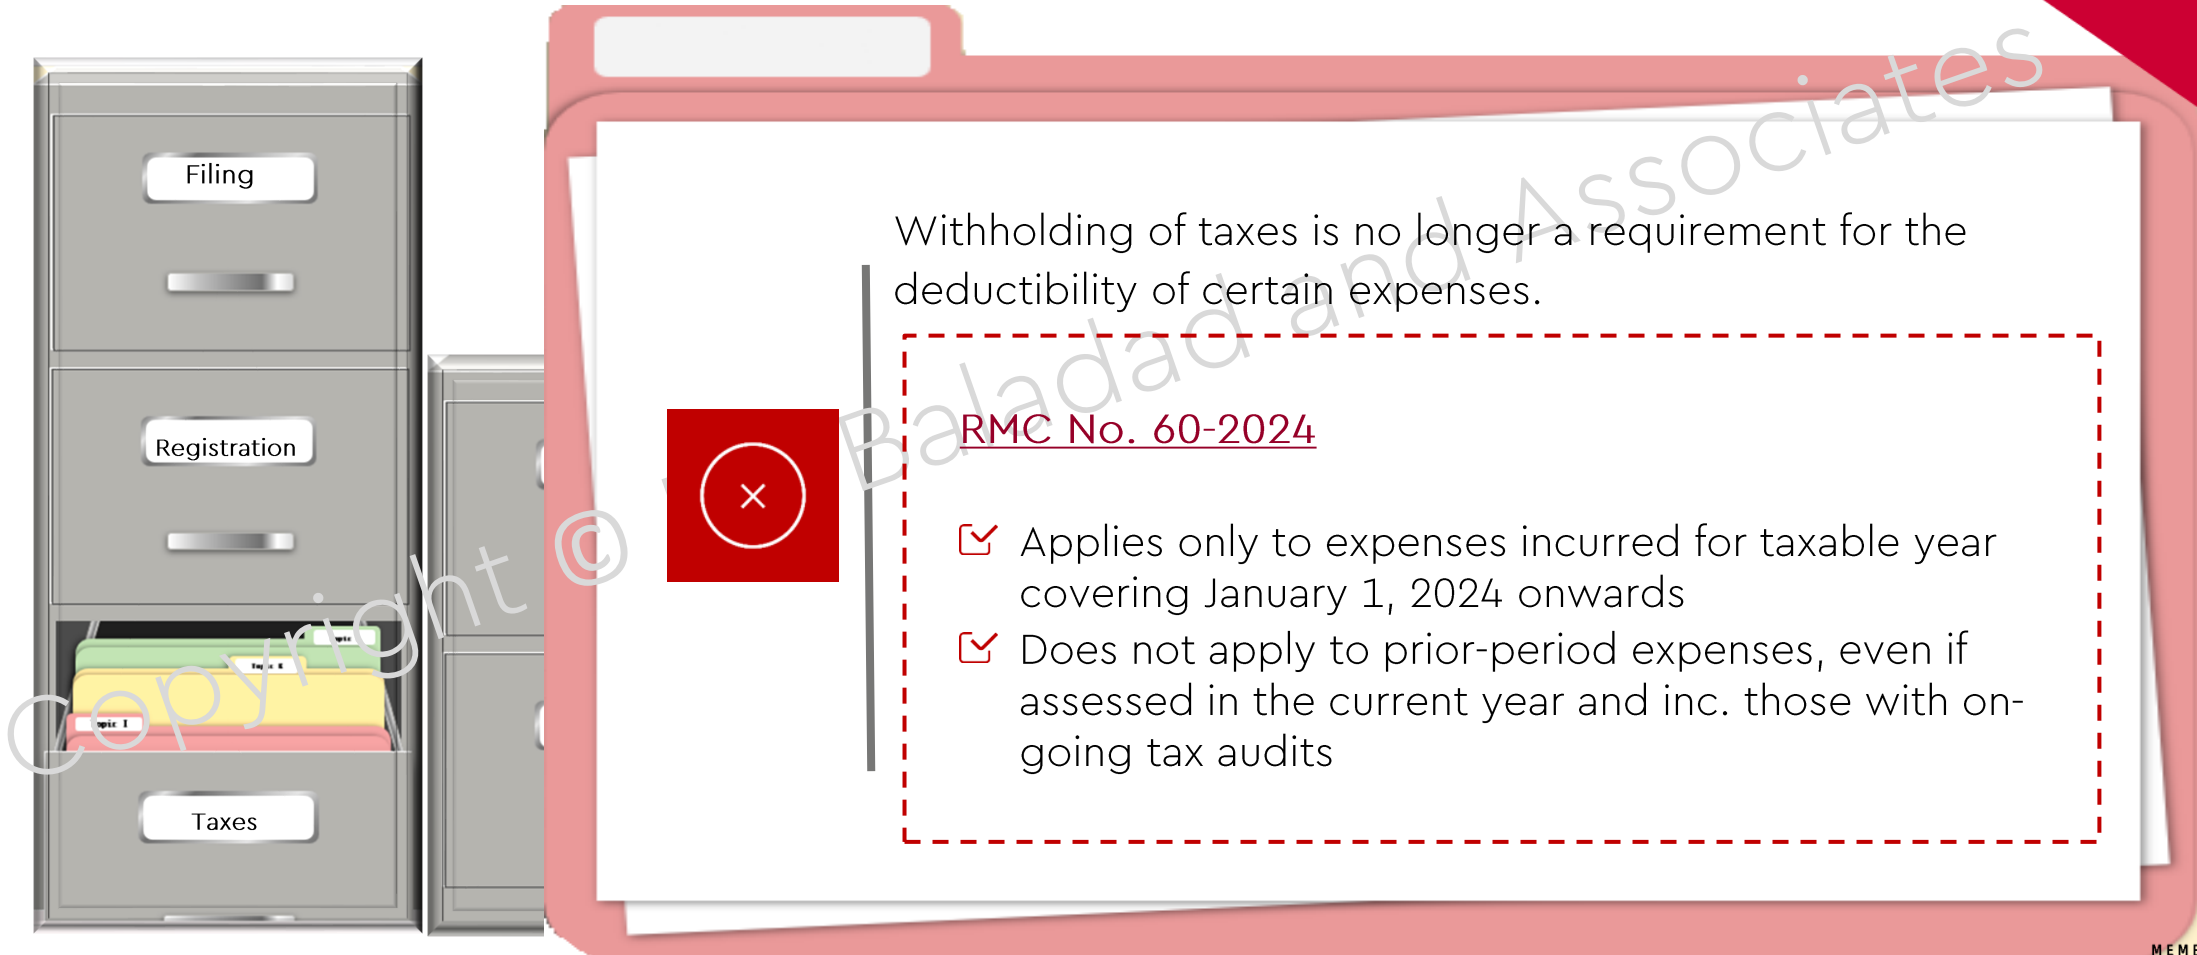 Filing
Registration
Topic I
Taxes
Withholding of taxes is no longer a requirement for the
deductibility of certain expenses.
RMC No. 60-2024
Applies only to expenses incurred for taxable year
covering January 1, 2024 onwards
Does not apply to prior-period expenses, even if
assessed in the current year and inc. those with on-
going tax audits
Copyright © Baladad and Associates